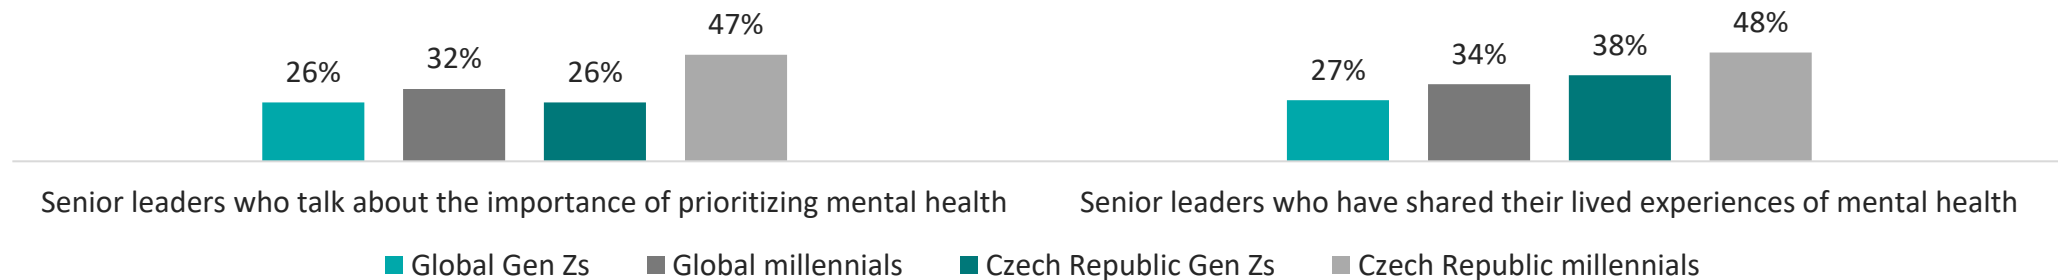 26%
32%
26%
47%
27%
34%
38%
48%
Senior leaders who talk about the importance of prioritizing mental health
Senior leaders who have shared their lived experiences of mental health
Global Gen Zs
Global millennials
Czech Republic Gen Zs
Czech Republic millennials